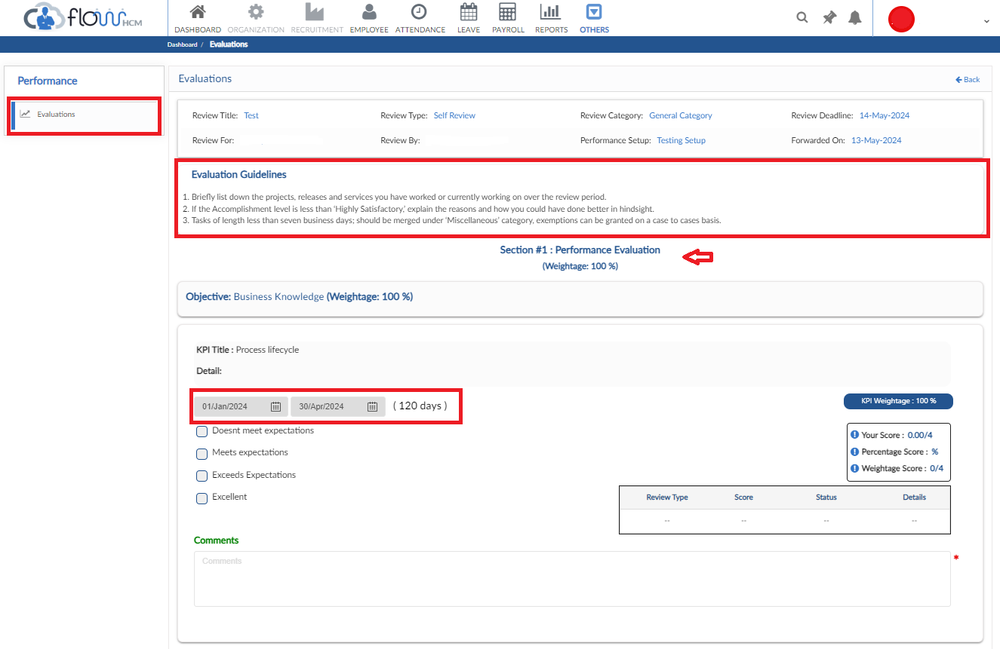 flow HCM
DASHBOARD ORGANIZATION RECRUITMENT EMPLOYEE ATTENDANCE LEAVE PAYROLL REPORTS OTHERS
Dashboard / Evaluations
Performance
Evaluations
Evaluations
Back
Review Title: Test Review Type: Self Review Review Category: General Category Review Deadline: 14-May-2024
Review For: Review By: Performance Setup: Testing Setup Forwarded On: 13-May-2024
Evaluation Guidelines
1. Briefly list down the projects, releases and services you have worked or currently working on over the review period.
2. If the Accomplishment level is less than ‘Highly Satisfactory,’ explain the reasons and how you could have done better in hindsight.
3. Tasks of length less than seven business days; should be merged under ‘Miscellaneous’ category, exemptions can be granted on a case to cases basis.
Section #1 : Performance Evaluation
(Weightage: 100 %)
Objective: Business Knowledge (Weightage: 100 %)
KPI Title : Process lifecycle
Detail:
01/Jan/2024 30/Apr/2024 ( 120 days )
KPI Weightage : 100 %
Doesnt meet expectations
Meets expectations
Exceeds Expectations
Excellent
Your Score : 0.00/4
Percentage Score : %
Weightage Score : 0/4
Review Type Score Status Details
-- -- -- --
Comments
Comments
*